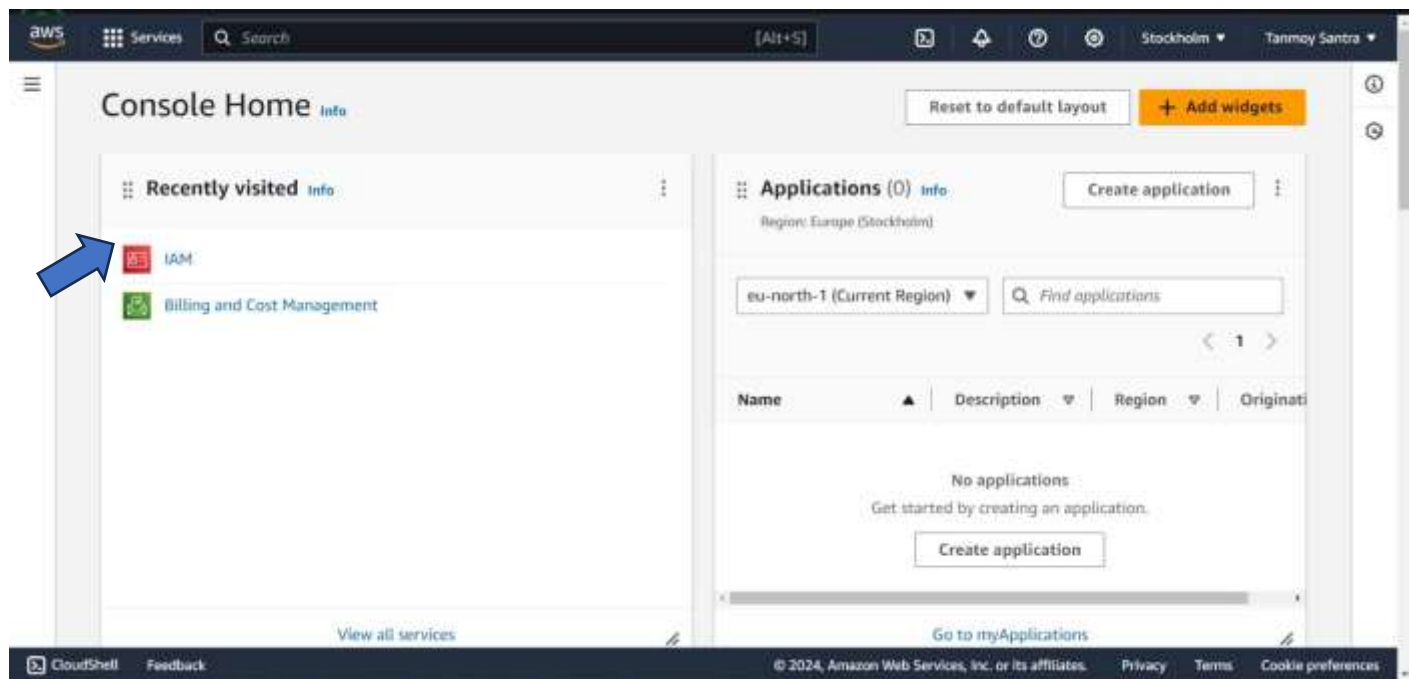 aws Services Search [Alt+S] Stockholm ▼ Tanmoy Santra ▼
Console Home Info
Reset to default layout
+ Add widgets
Recently visited Info
IAM
Billing and Cost Management
View all services
Applications (0) Info
Create application
Region: Europe (Stockholm)
eu-north-1 (Current Region) ▼
Find applications
< 1 >
Name ▲ Description ▽ Region ▽ Originati
No applications
Get started by creating an application.
Create application
Go to myApplications
CloudShell Feedback © 2024, Amazon Web Services, Inc. or its affiliates. Privacy Terms Cookie preferences